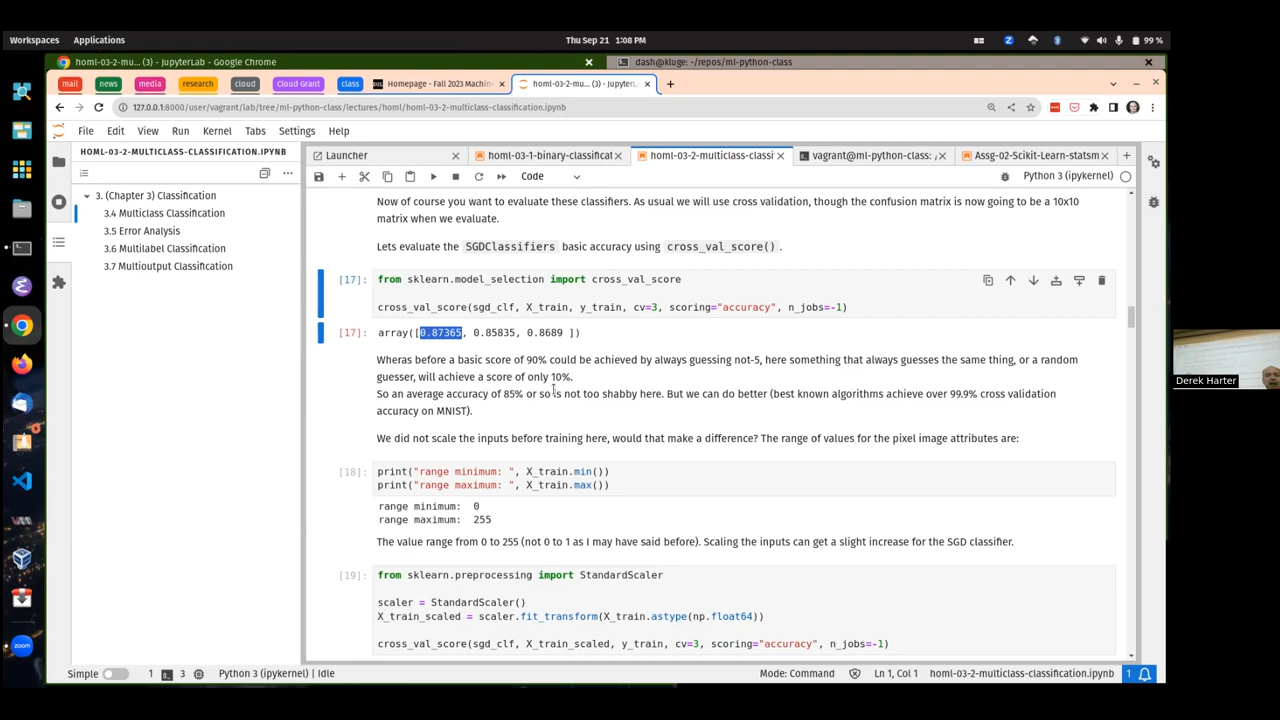 Workspaces Applications Thu Sep 21 1:08 PM 99 %
homl-03-2-mu... (3) - JupyterLab - Google Chrome dash@kluge: ~/repos/ml-python-class
mail news media research cloud Cloud Grant class Homepage - Fall 2023 Machin homl-03-2-mu... (3) - Jupyter
127.0.0.1:8000/user/vagrant/lab/tree/ml-python-class/lectures/homl/homl-03-2-multiclass-classification.ipynb
File Edit View Run Kernel Tabs Settings Help
HOML-03-2-MULTICLASS-CLASSIFICATION.IPYNB
Launcher homl-03-1-binary-classificat homl-03-2-multiclass-classi vagrant@ml-python-class: / Assg-02-Scikit-Learn-statsm
Code Python 3 (ipykernel)
3. (Chapter 3) Classification
3.4 Multiclass Classification
3.5 Error Analysis
3.6 Multilabel Classification
3.7 Multioutput Classification
Now of course you want to evaluate these classifiers. As usual we will use cross validation, though the confusion matrix is now going to be a 10x10
matrix when we evaluate.
Lets evaluate the SGDClassifiers basic accuracy using cross_val_score() .
[17]: from sklearn.model_selection import cross_val_score
cross_val_score(sgd_clf, X_train, y_train, cv=3, scoring="accuracy", n_jobs=-1)
[17]: array([0.87365, 0.85835, 0.8689 ])
Wheras before a basic score of 90% could be achieved by always guessing not-5, here something that always guesses the same thing, or a random
guesser, will achieve a score of only 10%.
So an average accuracy of 85% or so is not too shabby here. But we can do better (best known algorithms achieve over 99.9% cross validation
accuracy on MNIST).
We did not scale the inputs before training here, would that make a difference? The range of values for the pixel image attributes are:
[18]: print("range minimum: ", X_train.min())
print("range maximum: ", X_train.max())
range minimum: 0
range maximum: 255
The value range from 0 to 255 (not 0 to 1 as I may have said before). Scaling the inputs can get a slight increase for the SGD classifier.
[19]: from sklearn.preprocessing import StandardScaler
scaler = StandardScaler()
X_train_scaled = scaler.fit_transform(X_train.astype(np.float64))
cross_val_score(sgd_clf, X_train_scaled, y_train, cv=3, scoring="accuracy", n_jobs=-1)
Derek Harter
Simple 1 3 Python 3 (ipykernel) | Idle Mode: Command Ln 1, Col 1 homl-03-2-multiclass-classification.ipynb 1